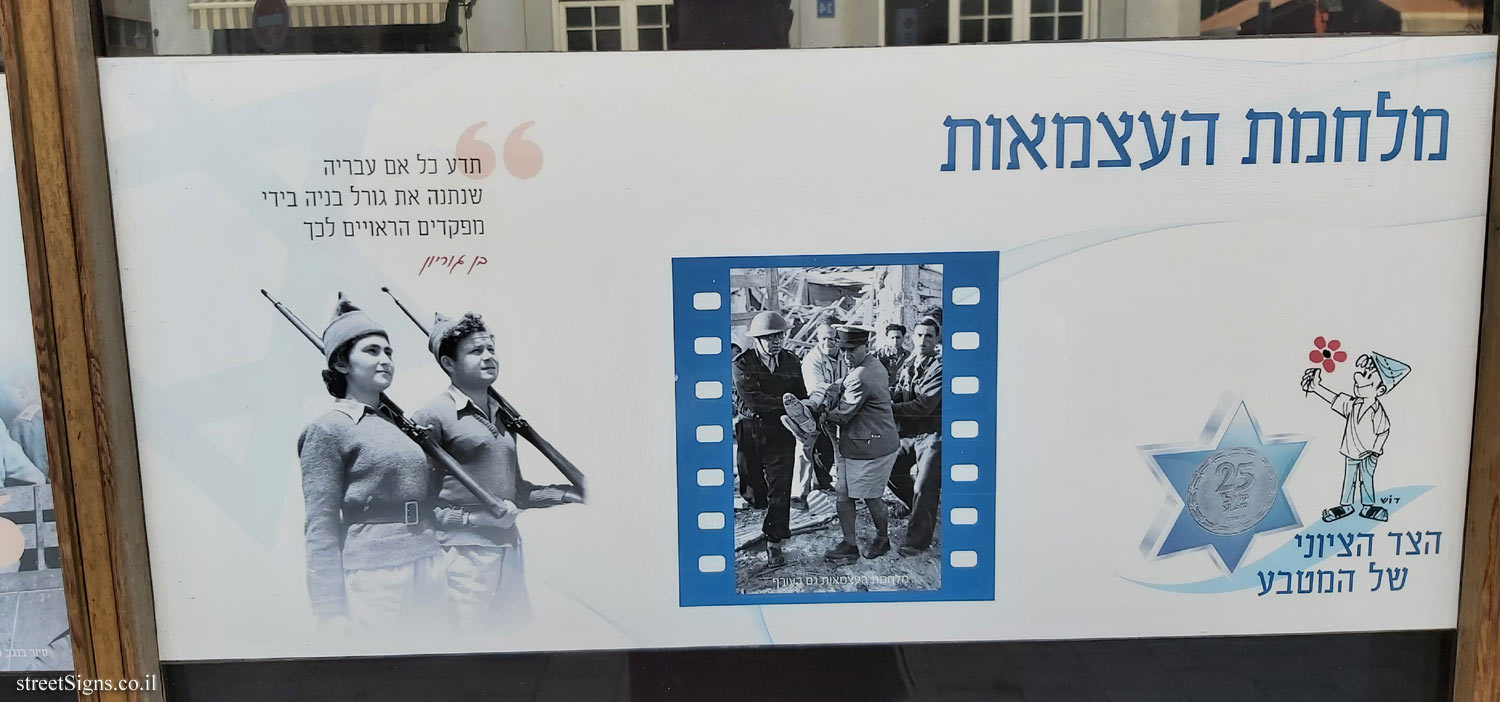 מלחמת העצמאות
תדע כל אם עבריה
שנתנה את גורל בניה בידי
מפקדים הראויים לכך
בן גוריון
מלחמת העצמאות גם בעורף
25
דוש
הצד הציוני
של המטבע
14
streetSigns.co.il